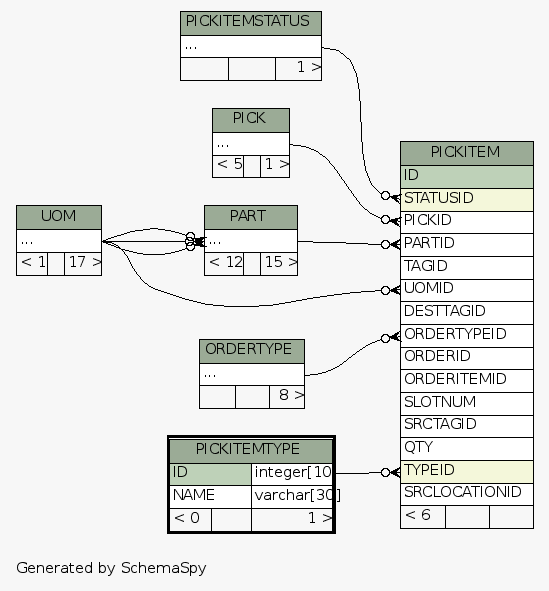 PICKITEMSTATUS
...
1 >
PICK
...
< 5 1 >
UOM
...
< 1 17 >
PART
...
< 12 15 >
ORDERTYPE
...
8 >
PICKITEMTYPE
ID integer[10
NAME varchar[30]
< 0 1 >
PICKITEM
ID
STATUSID
PICKID
PARTID
TAGID
UOMID
DESTTAGID
ORDERTYPEID
ORDERID
ORDERITEMID
SLOTNUM
SRCTAGID
QTY
TYPEID
SRCLOCATIONID
< 6
Generated by SchemaSpy